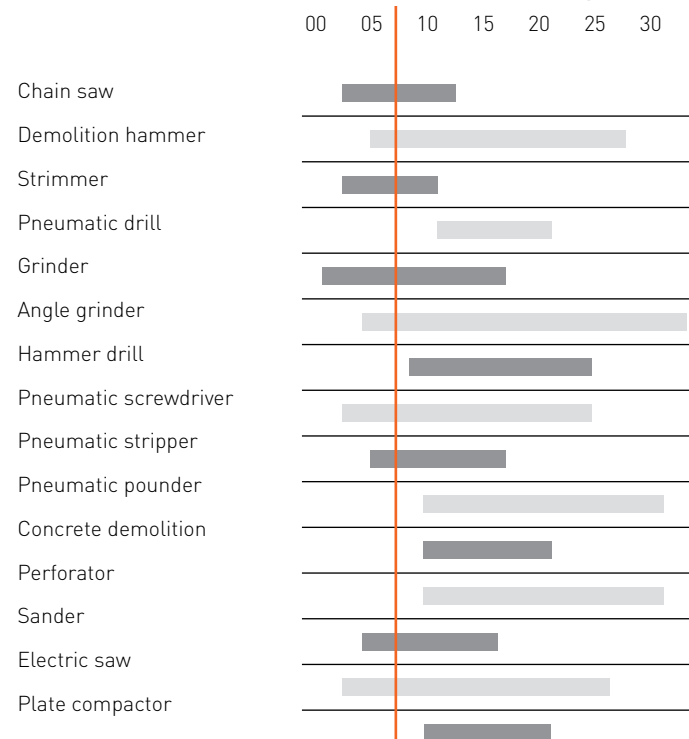 00 05 10 15 20 25 30
Chain saw
Demolition hammer
Strimmer
Pneumatic drill
Grinder
Angle grinder
Hammer drill
Pneumatic screwdriver
Pneumatic stripper
Pneumatic pounder
Concrete demolition
Perforator
Sander
Electric saw
Plate compactor